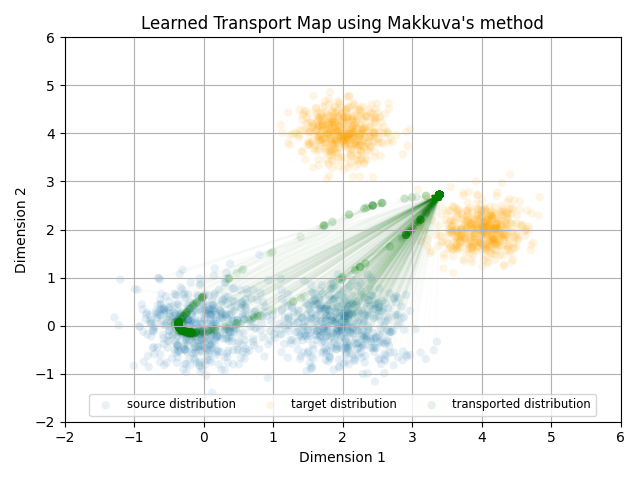 Learned Transport Map using Makkuva's method
6
5
4
3
2
1
0
−1
−2
Dimension 2
source distribution target distribution transported distribution
−2 −1 0 1 2 3 4 5 6
Dimension 1